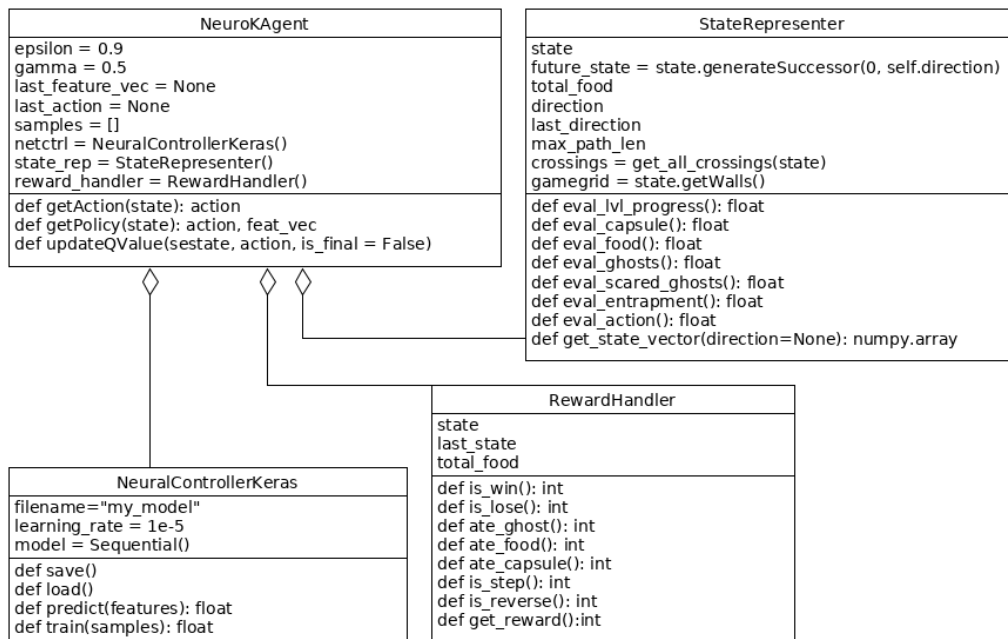 NeuroKAgent
epsilon = 0.9
gamma = 0.5
last_feature_vec = None
last_action = None
samples = []
netctrl = NeuralControllerKeras()
state_rep = StateRepresenter()
reward_handler = RewardHandler()
def getAction(state): action
def getPolicy(state): action, feat_vec
def updateQValue(sestate, action, is_final = False)
StateRepresenter
state
future_state = state.generateSuccessor(0, self.direction)
total_food
direction
last_direction
max_path_len
crossings = get_all_crossings(state)
gamegrid = state.getWalls()
def eval_lvl_progress(): float
def eval_capsule(): float
def eval_food(): float
def eval_ghosts(): float
def eval_scared_ghosts(): float
def eval_entrapment(): float
def eval_action(): float
def get_state_vector(direction=None): numpy.array
RewardHandler
state
last_state
total_food
def is_win(): int
def is_lose(): int
def ate_ghost(): int
def ate_food(): int
def ate_capsule(): int
def is_step(): int
def is_reverse(): int
def get_reward():int
NeuralControllerKeras
filename="my_model"
learning_rate = 1e-5
model = Sequential()
def save()
def load()
def predict(features): float
def train(samples): float